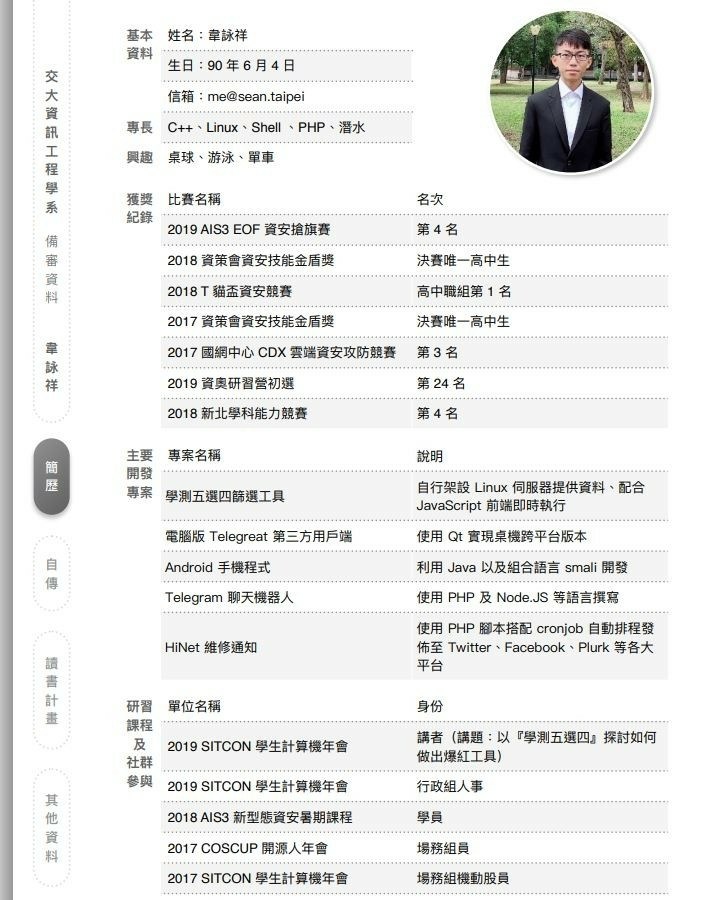 交大資訊工程學系
備審資料
韋詠祥
簡歷
自傳
讀書計畫
其他資料
基本
資料
姓名：韋詠祥
生日：90 年 6 月 4 日
信箱：me@sean.taipei
專長
C++、Linux、Shell 、PHP、潛水
興趣
桌球、游泳、單車
獲獎
紀錄
比賽名稱 名次
2019 AIS3 EOF 資安搶旗賽 第 4 名
2018 資策會資安技能金盾獎 決賽唯一高中生
2018 T 貓盃資安競賽 高中職組第 1 名
2017 資策會資安技能金盾獎 決賽唯一高中生
2017 國網中心 CDX 雲端資安攻防競賽 第 3 名
2019 資奧研習營初選 第 24 名
2018 新北學科能力競賽 第 4 名
主要
開發
專案
專案名稱 說明
學測五選四篩選工具
自行架設 Linux 伺服器提供資料、配合
JavaScript 前端即時執行
電腦版 Telegreat 第三方用戶端 使用 Qt 實現桌機跨平台版本
Android 手機程式 利用 Java 以及組合語言 smali 開發
Telegram 聊天機器人 使用 PHP 及 Node.JS 等語言撰寫
HiNet 維修通知
使用 PHP 腳本搭配 cronjob 自動排程發
佈至 Twitter、Facebook、Plurk 等各大
平台
研習
課程
及
社群
參與
單位名稱 身份
2019 SITCON 學生計算機年會
講者（講題：以『學測五選四』探討如何
做出爆紅工具）
2019 SITCON 學生計算機年會 行政組人事
2018 AIS3 新型態資安暑期課程 學員
2017 COSCUP 開源人年會 場務組員
2017 SITCON 學生計算機年會 場務組機動股員